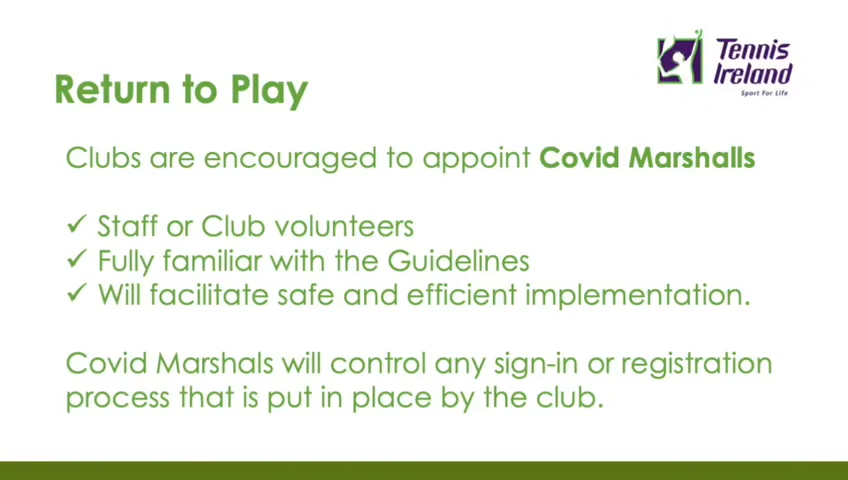 Tennis
Ireland
Sport For Life
Return to Play
Clubs are encouraged to appoint Covid Marshalls
✓ Staff or Club volunteers
✓ Fully familiar with the Guidelines
✓ Will facilitate safe and efficient implementation.
Covid Marshals will control any sign-in or registration
process that is put in place by the club.